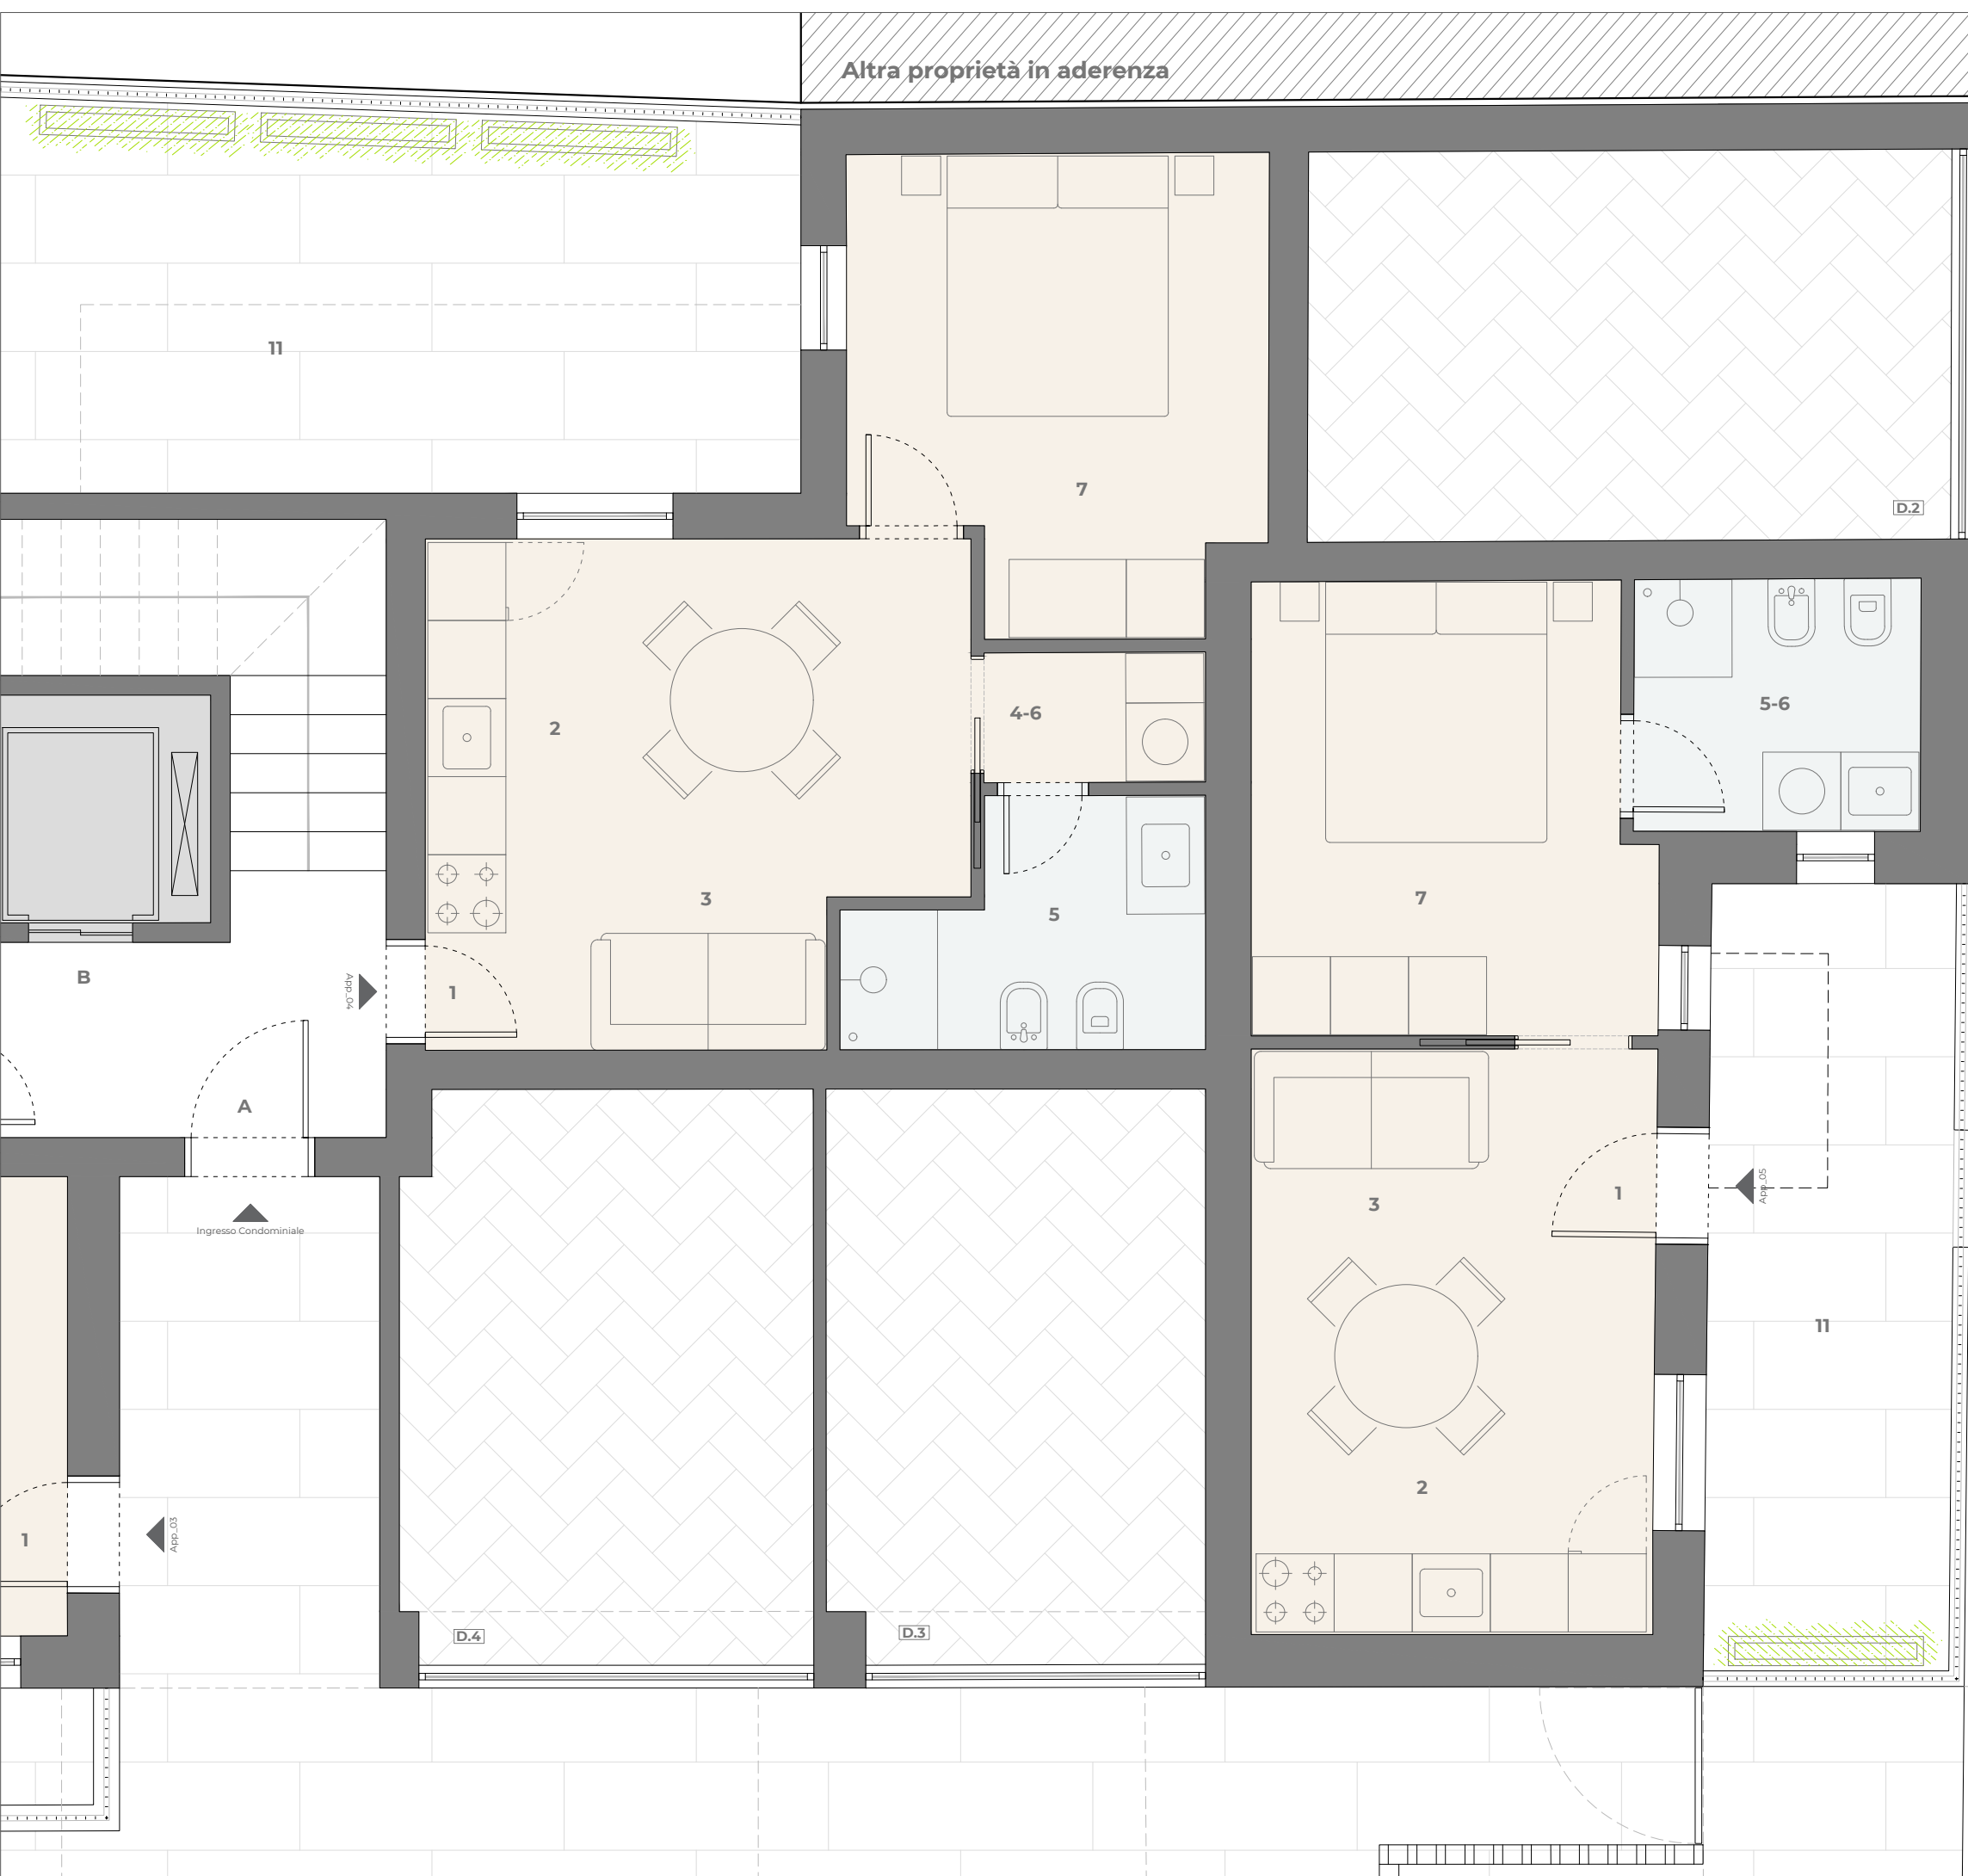 Altra proprietà in aderenza
11
7
D.2
2
4-6
5-6
3
5
7
B
App_04
1
A
3
1
App_05
Ingresso Condominiale
11
2
1
App_03
D.4
D.3